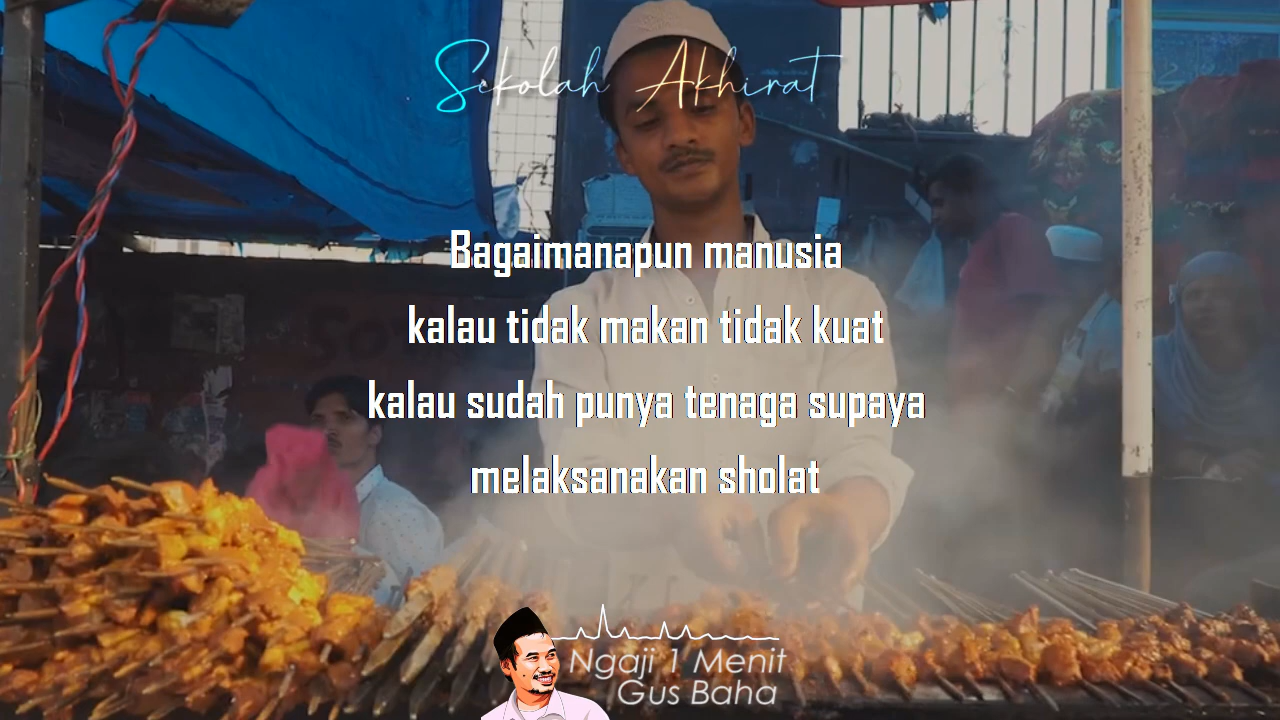 Sekolah Akhirat
Bagaimanapun manusia
kalau tidak makan tidak kuat
kalau sudah punya tenaga supaya
melaksanakan sholat
Ngaji 1 Menit
Gus Baha